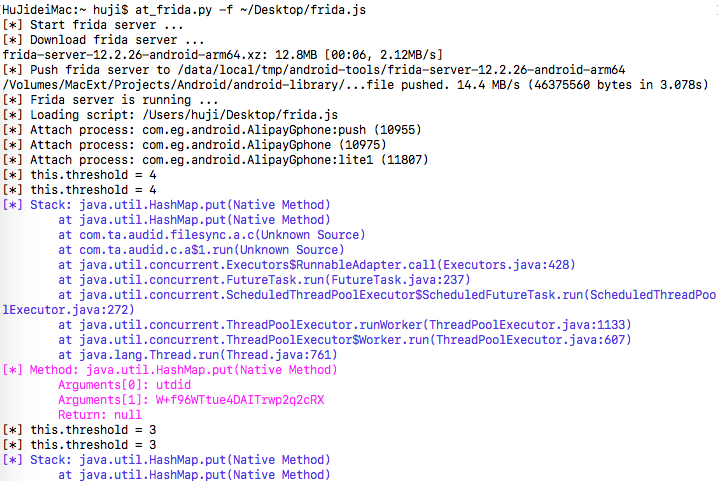 HuJideiMac:~ huji$ at_frida.py -f ~/Desktop/frida.js
[*] Start frida server ...
[*] Download frida server ...
frida-server-12.2.26-android-arm64.xz: 12.8MB [00:06, 2.12MB/s]
[*] Push frida server to /data/local/tmp/android-tools/frida-server-12.2.26-android-arm64
/Volumes/MacExt/Projects/Android/android-library/...file pushed. 14.4 MB/s (46375560 bytes in 3.078s)
[*] Frida server is running ...
[*] Loading script: /Users/huji/Desktop/frida.js
[*] Attach process: com.eg.android.AlipayGphone:push (10955)
[*] Attach process: com.eg.android.AlipayGphone (10975)
[*] Attach process: com.eg.android.AlipayGphone:lite1 (11807)
[*] this.threshold = 4
[*] this.threshold = 4
[*] Stack: java.util.HashMap.put(Native Method)
at java.util.HashMap.put(Native Method)
at com.ta.audid.filesync.a.c(Unknown Source)
at com.ta.audid.c.a$1.run(Unknown Source)
at java.util.concurrent.Executors$RunnableAdapter.call(Executors.java:428)
at java.util.concurrent.FutureTask.run(FutureTask.java:237)
at java.util.concurrent.ScheduledThreadPoolExecutor$ScheduledFutureTask.run(ScheduledThreadPoo
lExecutor.java:272)
at java.util.concurrent.ThreadPoolExecutor.runWorker(ThreadPoolExecutor.java:1133)
at java.util.concurrent.ThreadPoolExecutor$Worker.run(ThreadPoolExecutor.java:607)
at java.lang.Thread.run(Thread.java:761)
[*] Method: java.util.HashMap.put(Native Method)
Arguments[0]: utdid
Arguments[1]: W+f96WTtue4DAITrwp2q2cRX
Return: null
[*] this.threshold = 3
[*] this.threshold = 3
[*] Stack: java.util.HashMap.put(Native Method)
at java.util.HashMap.put(Native Method)